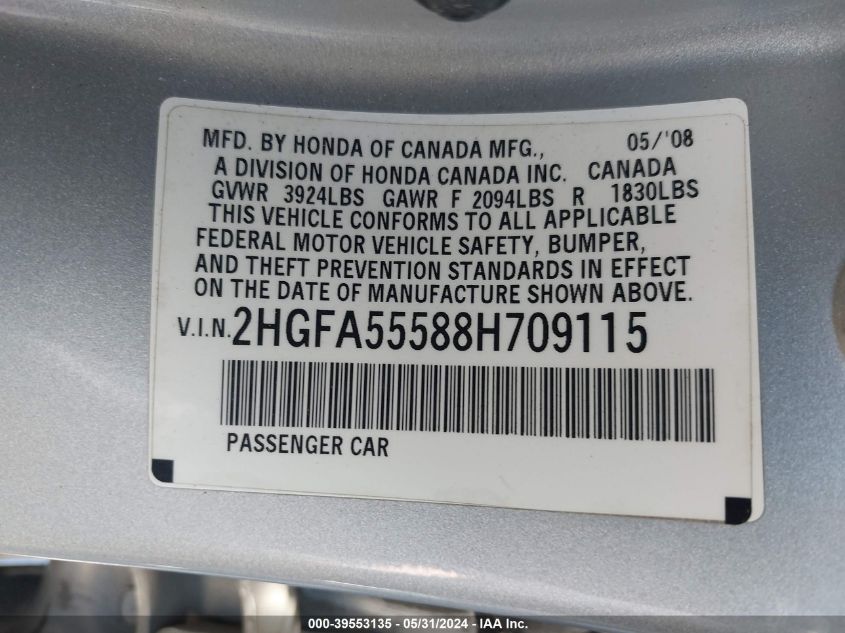 MFD. BY HONDA OF CANADA MFG., 05/'08
A DIVISION OF HONDA CANADA INC. CANADA
GVWR 3924LBS GAWR F 2094LBS R 1830LBS
THIS VEHICLE CONFORMS TO ALL APPLICABLE
FEDERAL MOTOR VEHICLE SAFETY, BUMPER,
AND THEFT PREVENTION STANDARDS IN EFFECT
ON THE DATE OF MANUFACTURE SHOWN ABOVE.
V.I.N. 2HGFA55588H709115
PASSENGER CAR
000-39553135 - 05/31/2024 - IAA Inc.